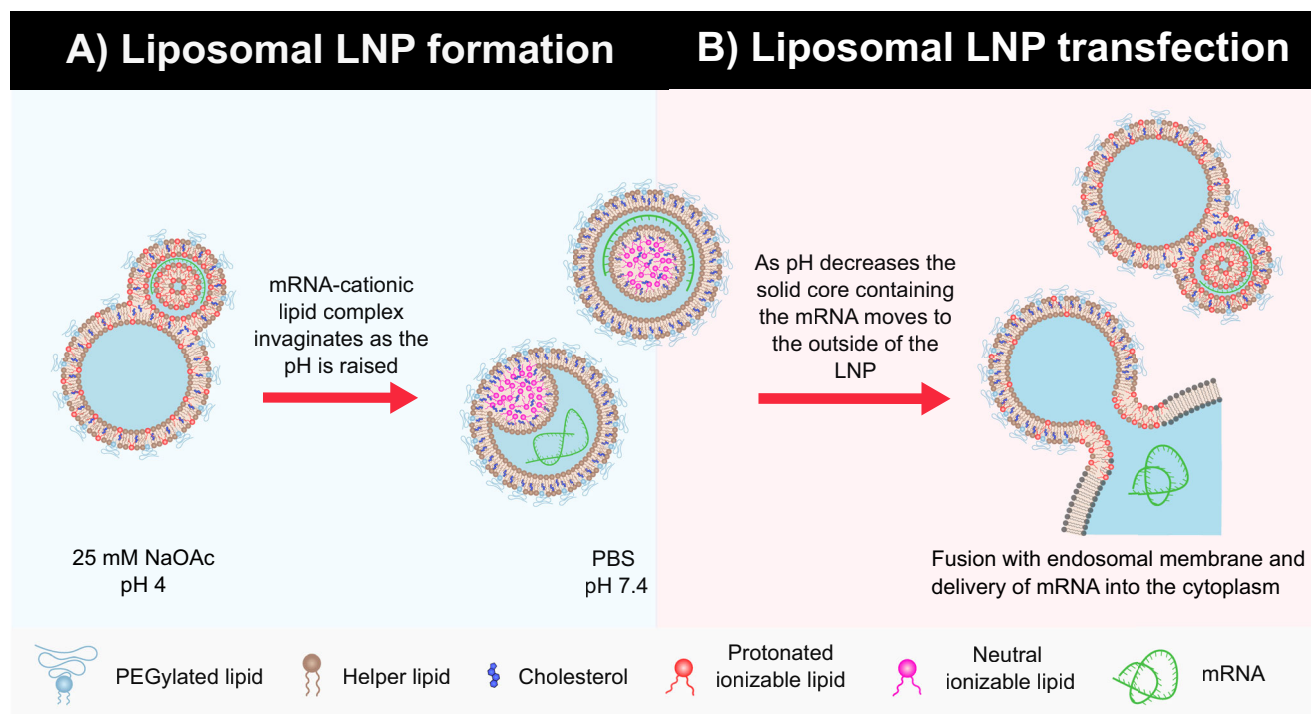 A) Liposomal LNP formation
B) Liposomal LNP transfection
mRNA-cationic
lipid complex
invaginates as the
pH is raised
As pH decreases the
solid core containing
the mRNA moves to
the outside of the
LNP
25 mM NaOAc
pH 4
PBS
pH 7.4
Fusion with endosomal membrane and
delivery of mRNA into the cytoplasm
PEGylated lipid
Helper lipid
Cholesterol
Protonated
ionizable lipid
Neutral
ionizable lipid
mRNA